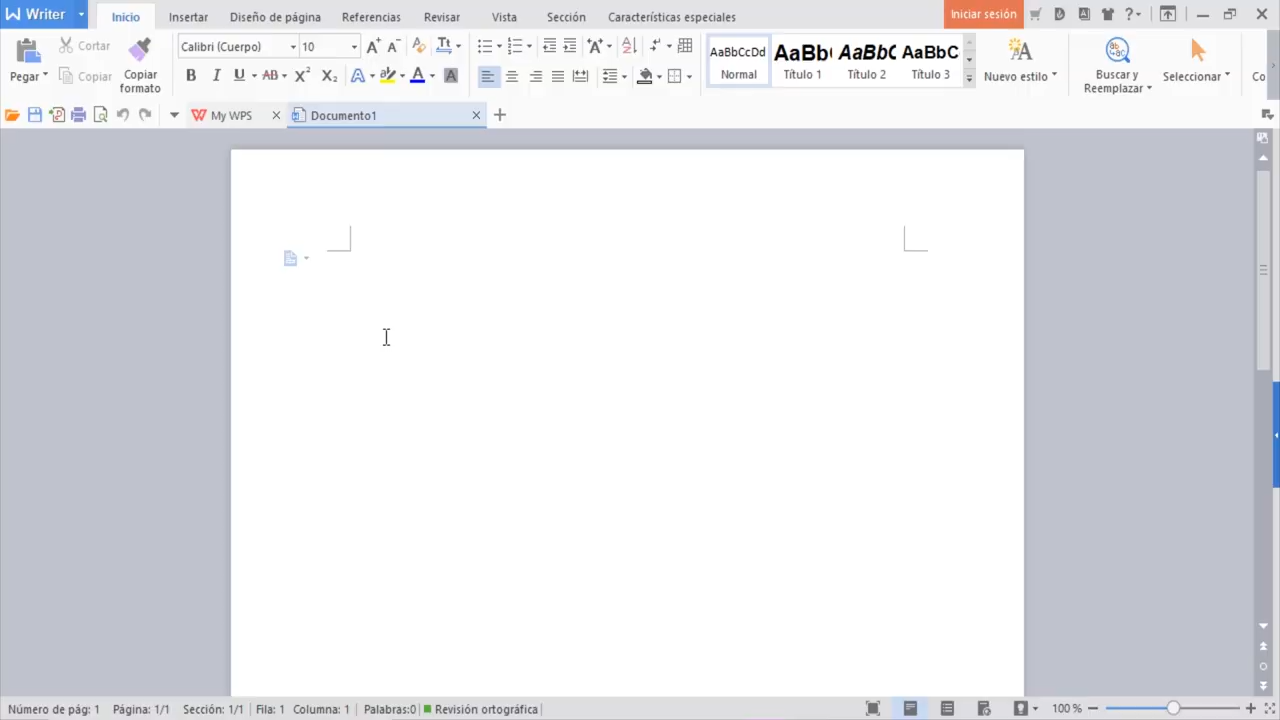 Writer Inicio Insertar Diseño de página Referencias Revisar Vista Sección Características especiales Iniciar sesión
Pegar Cortar Copiar Copiar formato
Calibri (Cuerpo)
AaBbCcDd AaBb AaBbC AaBbC
Normal Título 1 Título 2 Título 3
Nuevo estilo Buscar y Reemplazar Seleccionar Co
My WPS Documento1
Número de pág: 1 Página: 1/1 Sección: 1/1 Fila: 1 Columna: 1 Palabras:0 Revisión ortográfica 100 %